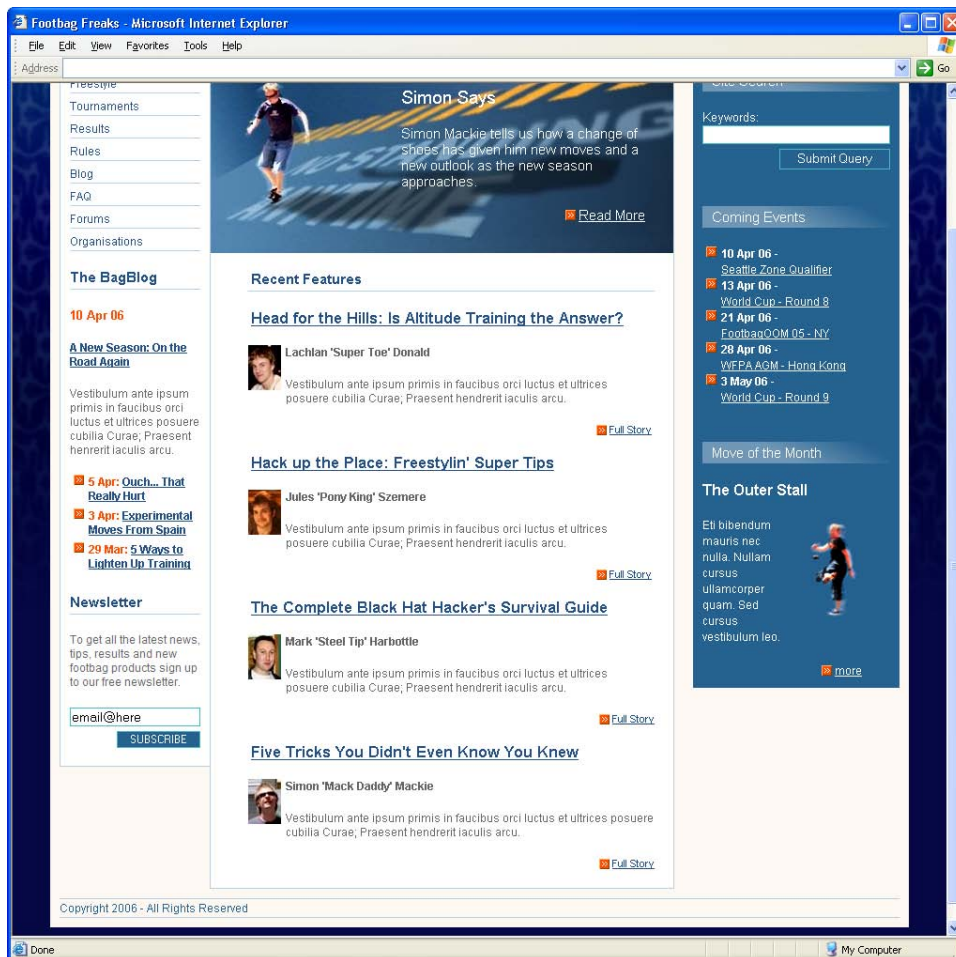 Footbag Freaks - Microsoft Internet Explorer
File Edit View Favorites Tools Help
Address
Go
Freestyle
Tournaments
Results
Rules
Blog
FAQ
Forums
Organisations
The BagBlog
10 Apr 06
A New Season: On the
Road Again
Vestibulum ante ipsum
primis in faucibus orci
luctus et ultrices posuere
cubilia Curae; Praesent
henrerit iaculis arcu.
5 Apr: Ouch... That
Really Hurt
3 Apr: Experimental
Moves From Spain
29 Mar: 5 Ways to
Lighten Up Training
Newsletter
To get all the latest news,
tips, results and new
footbag products sign up
to our free newsletter.
email@here
SUBSCRIBE
Simon Says
Simon Mackie tells us how a change of
shoes has given him new moves and a
new outlook as the new season
approaches.
Read More
Recent Features
Head for the Hills: Is Altitude Training the Answer?
Lachlan 'Super Toe' Donald
Vestibulum ante ipsum primis in faucibus orci luctus et ultrices
posuere cubilia Curae; Praesent hendrerit iaculis arcu.
Full Story
Hack up the Place: Freestylin' Super Tips
Jules 'Pony King' Szemere
Vestibulum ante ipsum primis in faucibus orci luctus et ultrices
posuere cubilia Curae; Praesent hendrerit iaculis arcu.
Full Story
The Complete Black Hat Hacker's Survival Guide
Mark 'Steel Tip' Harbottle
Vestibulum ante ipsum primis in faucibus orci luctus et ultrices
posuere cubilia Curae; Praesent hendrerit iaculis arcu.
Full Story
Five Tricks You Didn't Even Know You Knew
Simon 'Mack Daddy' Mackie
Vestibulum ante ipsum primis in faucibus orci luctus et ultrices posuere
cubilia Curae; Praesent hendrerit iaculis arcu.
Full Story
Site Search
Keywords:
Submit Query
Coming Events
10 Apr 06 -
Seattle Zone Qualifier
13 Apr 06 -
World Cup - Round 8
21 Apr 06 -
FootbagOOM 05 - NY
28 Apr 06 -
WFPA AGM - Hong Kong
3 May 06 -
World Cup - Round 9
Move of the Month
The Outer Stall
Eti bibendum
mauris nec
nulla. Nullam
cursus
ullamcorper
quam. Sed
cursus
vestibulum leo.
more
Copyright 2006 - All Rights Reserved
Done
My Computer